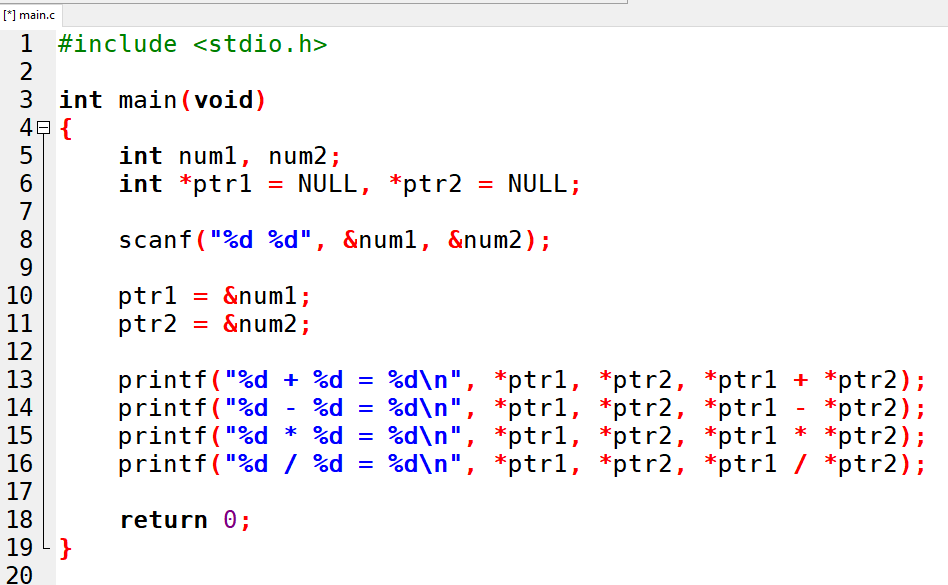 [*] main.c
1 #include <stdio.h>
2
3 int main(void)
4 {
5     int num1, num2;
6     int *ptr1 = NULL, *ptr2 = NULL;
7
8     scanf("%d %d", &num1, &num2);
9
10     ptr1 = &num1;
11     ptr2 = &num2;
12
13     printf("%d + %d = %d\n", *ptr1, *ptr2, *ptr1 + *ptr2);
14     printf("%d - %d = %d\n", *ptr1, *ptr2, *ptr1 - *ptr2);
15     printf("%d * %d = %d\n", *ptr1, *ptr2, *ptr1 * *ptr2);
16     printf("%d / %d = %d\n", *ptr1, *ptr2, *ptr1 / *ptr2);
17
18     return 0;
19 }
20